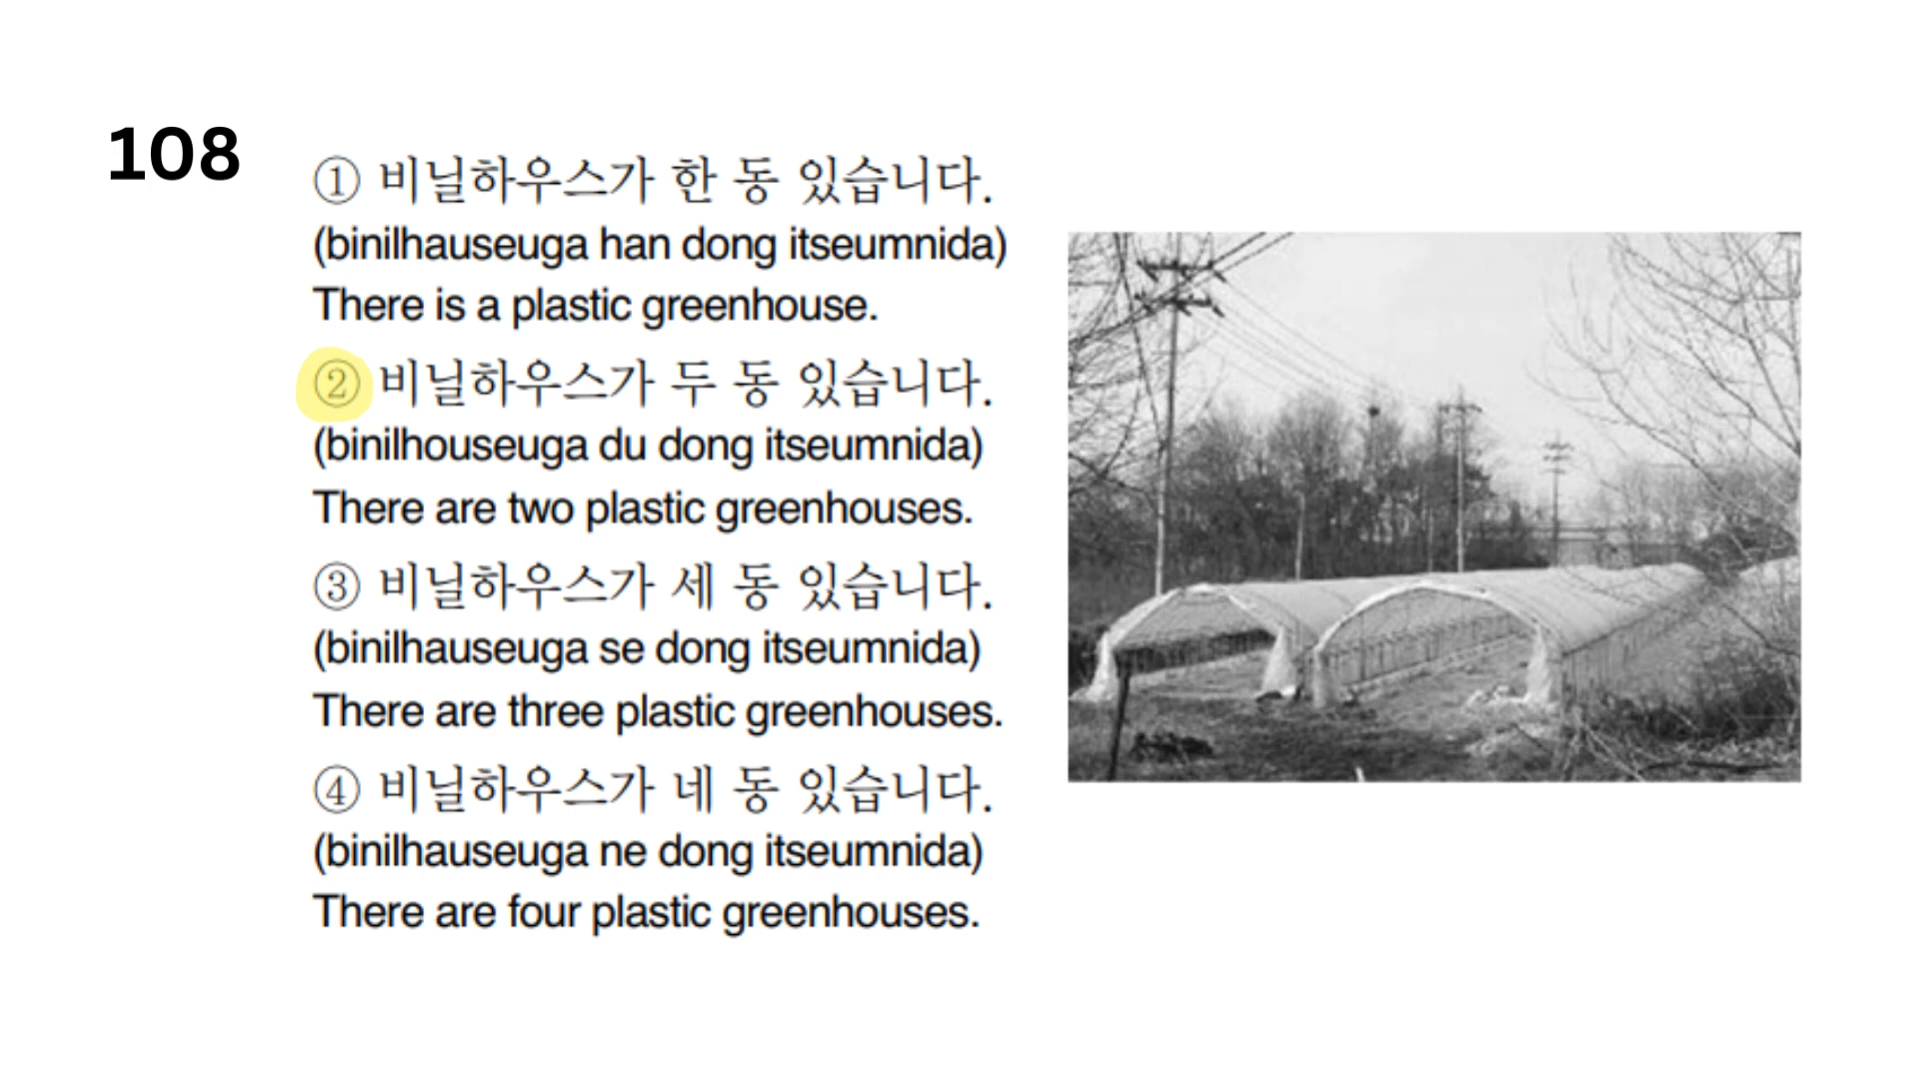 108
① 비닐하우스가 한 동 있습니다.
(binilhauseuga han dong itseumnida)
There is a plastic greenhouse.
② 비닐하우스가 두 동 있습니다.
(binilhouseuga du dong itseumnida)
There are two plastic greenhouses.
③ 비닐하우스가 세 동 있습니다.
(binilhauseuga se dong itseumnida)
There are three plastic greenhouses.
④ 비닐하우스가 네 동 있습니다.
(binilhauseuga ne dong itseumnida)
There are four plastic greenhouses.